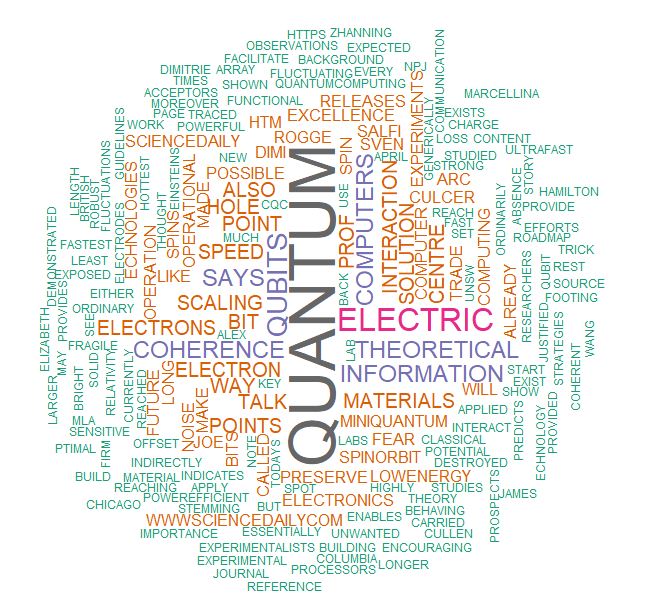 HTTPS ZHANNING
OBSERVATIONS EXPECTED
DIMITRIE FACILITATE BACKGROUND
TIMES ARRAY FLUCTUATING EVERY NPJ
ACCEPTORS SHOWN QUANTUMCOMPUTING
MOREOVER FUNCTIONAL RELEASES
PAGE TRACED HTM EXCELLENCE
WORK POWERFUL ROGGE SALFI
SCIENCEDAILY DIMI SVEN
NEW APRIL
POSSIBLE
COMMUNICATION
GENERICALLY
EXPERIMENTS
MARCELLINA
EXISTS
CHARGE
LOSS CONTENT
STUDIED ULTRAFAST
STRONG
ARC
CULCER
REACH
FAST
SET
ABSENCE
STORY
ORDINARILY
HAMILTON
PROVIDE
EFFORTS
ROADMAP
TRICK
QUBIT
REST
SOURCE
FOOTING
RESEARCHERS
JUSTIFIED
STRATEGIES
WANG
COHERENT
GUIDELINES
FLUCTUATIONS
ROBUST
BRITISH
LENGTH
HOTTEST
THOUGHT
EINSTEINS
ECHNOLOGIES
ELECTRODES
OPERATION
SPINS
OPERATIONAL
MADE
ALSO
HOLE
CQC
POINT
MUCH
SPEED
LIKE
SAYS
SCALING
BIT
ALEX
FASTEST
LEAST
EXPOSED
DEMONSTRATED
PROVIDES
EITHER
ORDINARY
ELECTRONS
QUBITS
QUANTUM
SPIN
USE
PROF
BACK
COMPUTERS
INTERACTION
SOLUTION
COMPUTER
CENTRE
TRADE
UNSW
COMPUTING
ALREADY
ELECTRIC
COHERENCE
LAB
THEORETICAL
INFORMATION
ELIZABETH
LARGER
MAY
SEE
FRAGILE
SOLID
BRIGHT
RELATIVITY
CURRENTLY
REACHED
FUTURE
LONG
ELECTRON
WAY
KEY
MAKE
NOISE
TALK
POINTS
MATERIALS
WILL
START
EXIST
SHOW
APPLIED
MINIQUANTUM
INTERACT
PREDICTS
PROVIDED
ECHNOLOGY
MLA
SENSITIVE
PTIMAL
FIRM
OFFSET
JOE
BITS
CALLED
NOTE
TODAYS
LABS
FEAR
CLASSICAL
POTENTIAL
DESTROYED
SPINORBIT
INDIRECTLY
BUILD
MATERIAL
INDICATES
PRESERVE
LOWENERGY
REACHING
APPLY
SPOT
HIGHLY
STUDIES
JAMES
PROSPECTS
CHICAGO
POWEREFFICIENT
ELECTRONICS
THEORY
STEMMING
BUT
BEHAVING
WWWSCIENCEDAILYCOM
ENABLES
CARRIED
IMPORTANCE
ESSENTIALLY
UNWANTED
CULLEN
EXPERIMENTALISTS
BUILDING
ENCOURAGING
EXPERIMENTAL
COLUMBIA
LONGER
JOURNAL
PROCESSORS
REFERENCE